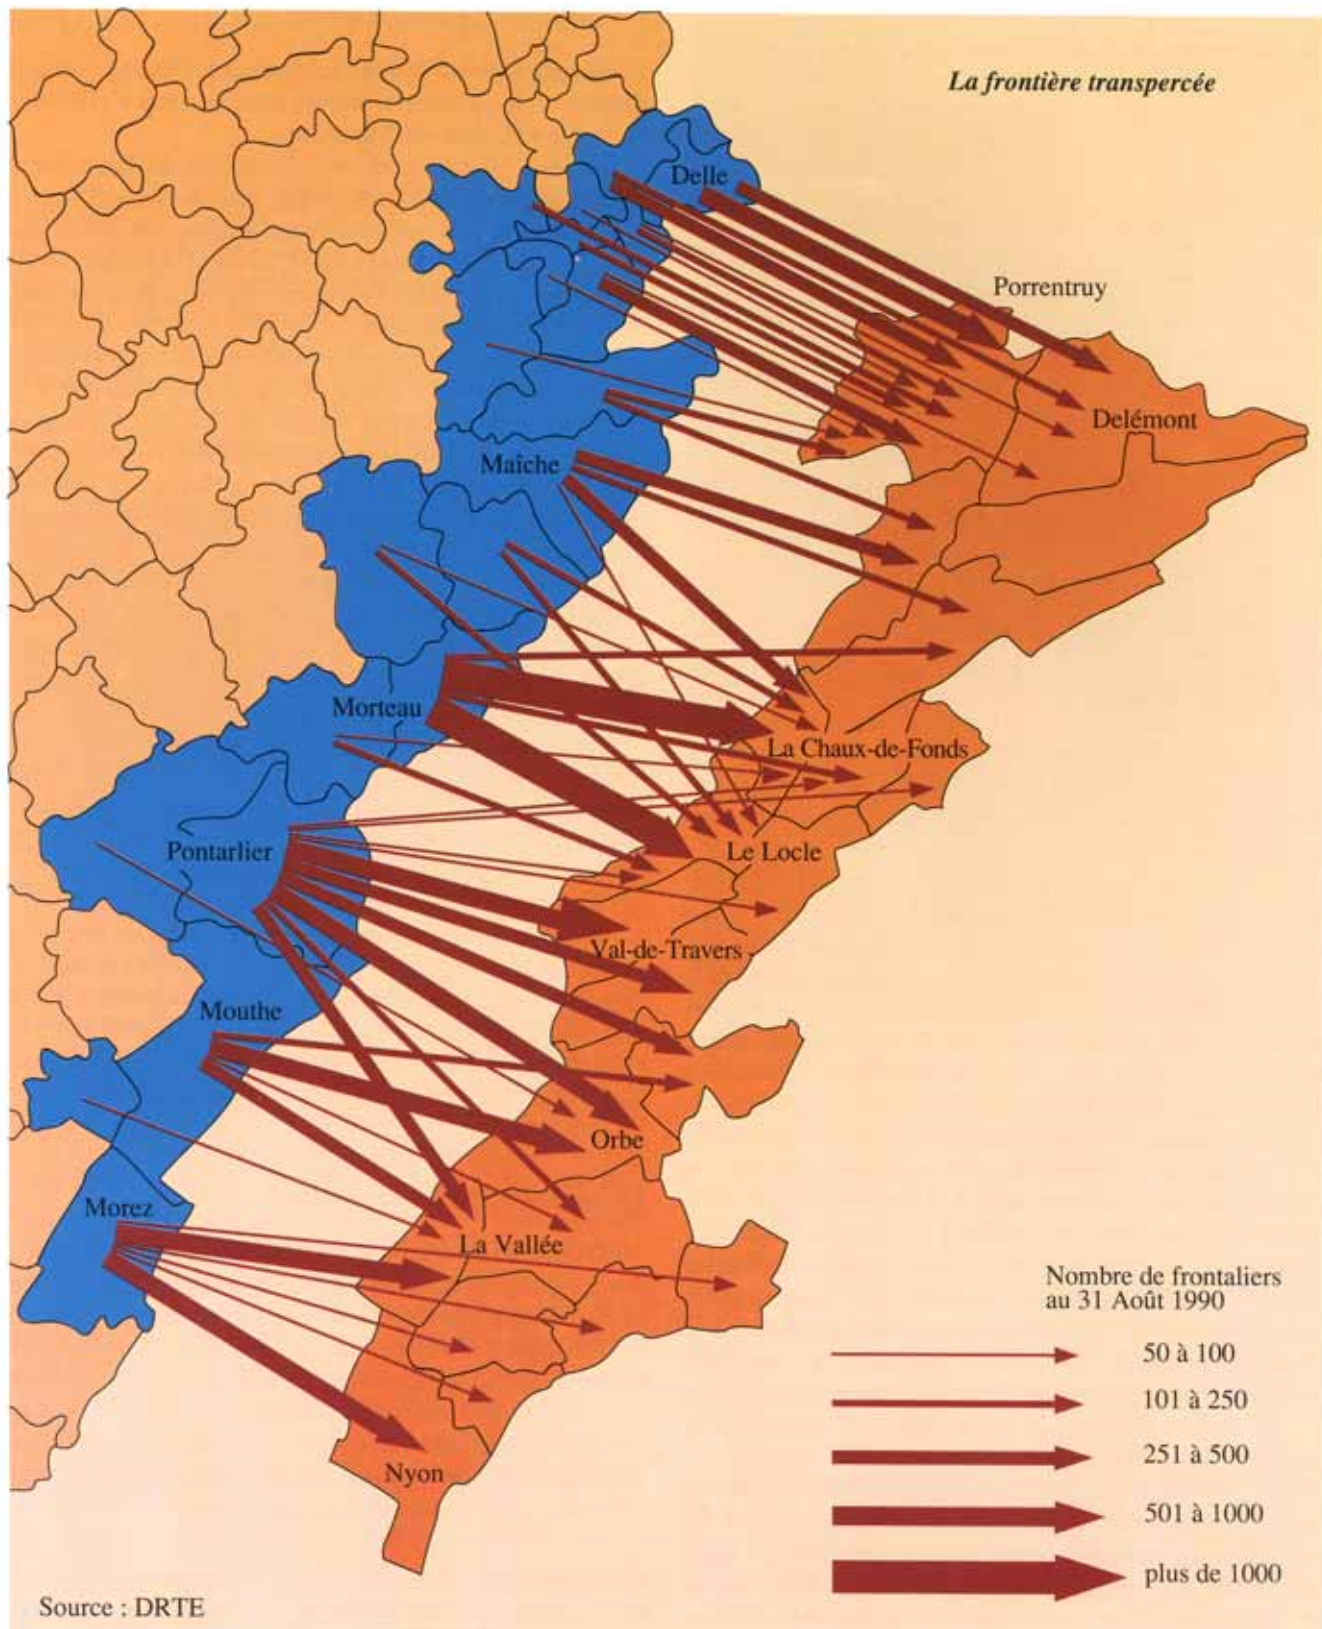 La frontière transpercée
Delle
Porrentruy
Delémont
Maîche
Morteau
La Chaux-de-Fonds
Pontarlier
Le Locle
Val-de-Travers
Mouthe
Orbe
Morez
La Vallée
Nyon
Nombre de frontaliers
au 31 Août 1990
50 à 100
101 à 250
251 à 500
501 à 1000
plus de 1000
Source : DRTE